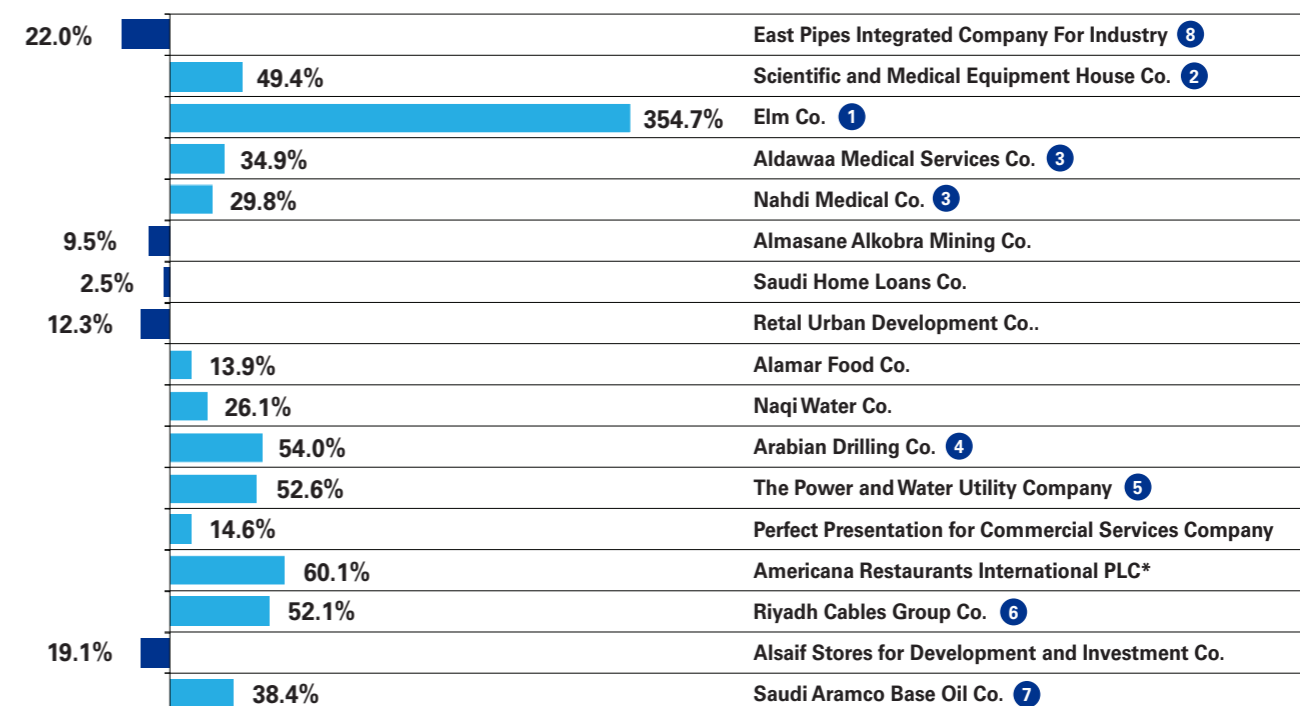 22.0% East Pipes Integrated Company For Industry 8
49.4% Scientific and Medical Equipment House Co. 2
354.7% Elm Co. 1
34.9% Aldawaa Medical Services Co. 3
29.8% Nahdi Medical Co. 3
9.5% Almasane Alkobra Mining Co.
2.5% Saudi Home Loans Co.
12.3% Retal Urban Development Co..
13.9% Alamar Food Co.
26.1% Naqi Water Co.
54.0% Arabian Drilling Co. 4
52.6% The Power and Water Utility Company 5
14.6% Perfect Presentation for Commercial Services Company
60.1% Americana Restaurants International PLC*
52.1% Riyadh Cables Group Co. 6
19.1% Alsaif Stores for Development and Investment Co.
38.4% Saudi Aramco Base Oil Co. 7